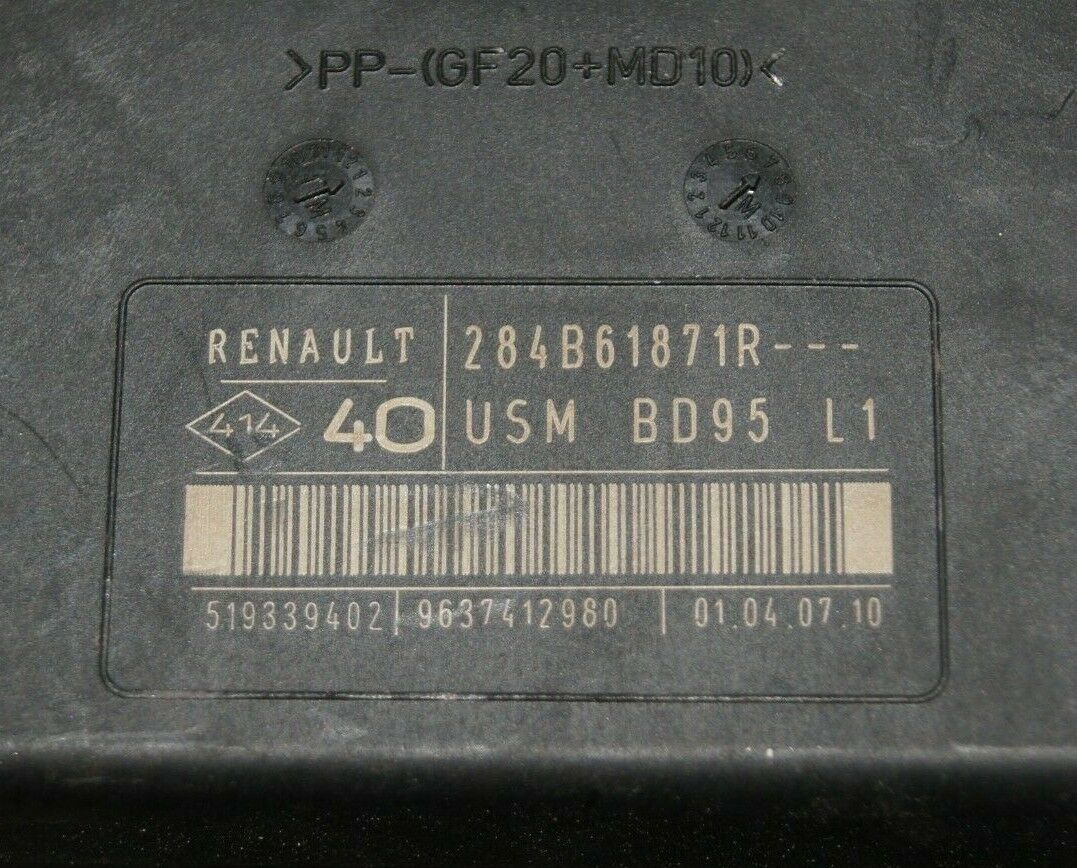 >PP-(GF20+MD10)<
RENAULT
284B61871R---
414
40
USM BD95 L1
519339402
9637412980
01.04.07.10